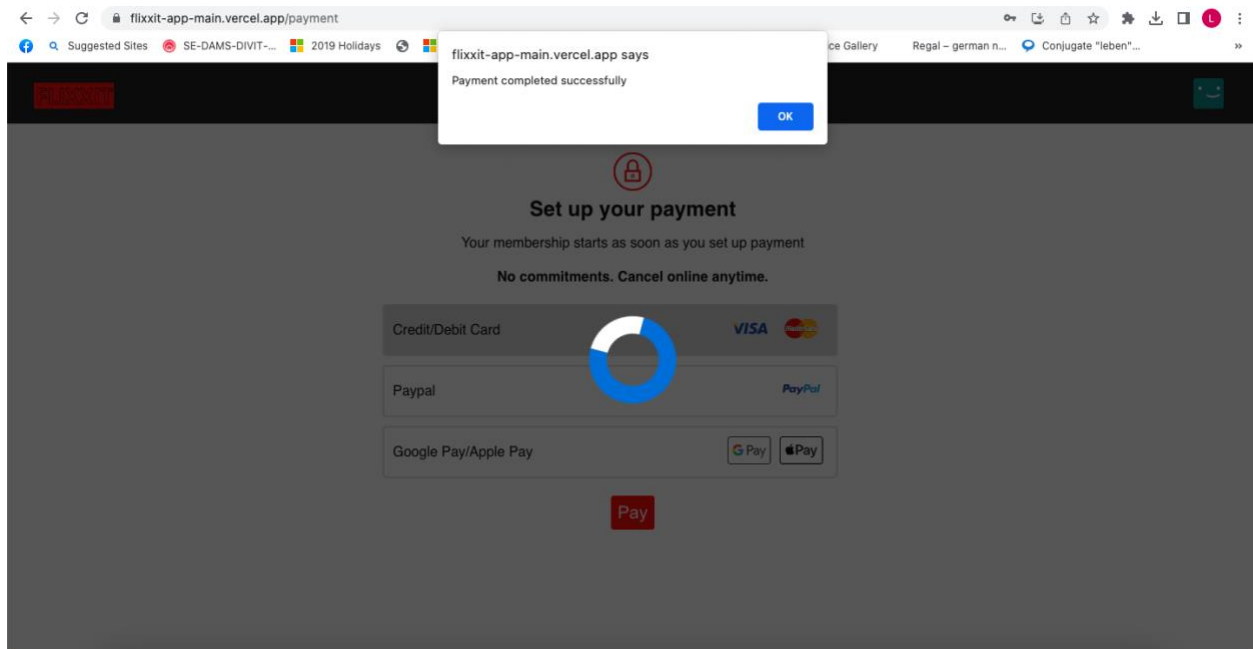 flixxit-app-main.vercel.app/payment
Suggested Sites SE-DAMS-DIVIT-... 2019 Holidays ce Gallery Regal – german n... Conjugate "leben"... »
flixxit-app-main.vercel.app says
Payment completed successfully
OK
FLIXXIT
L
Set up your payment
Your membership starts as soon as you set up payment
No commitments. Cancel online anytime.
Credit/Debit Card VISA MasterCard
Paypal PayPal
Google Pay/Apple Pay G Pay Pay
Pay